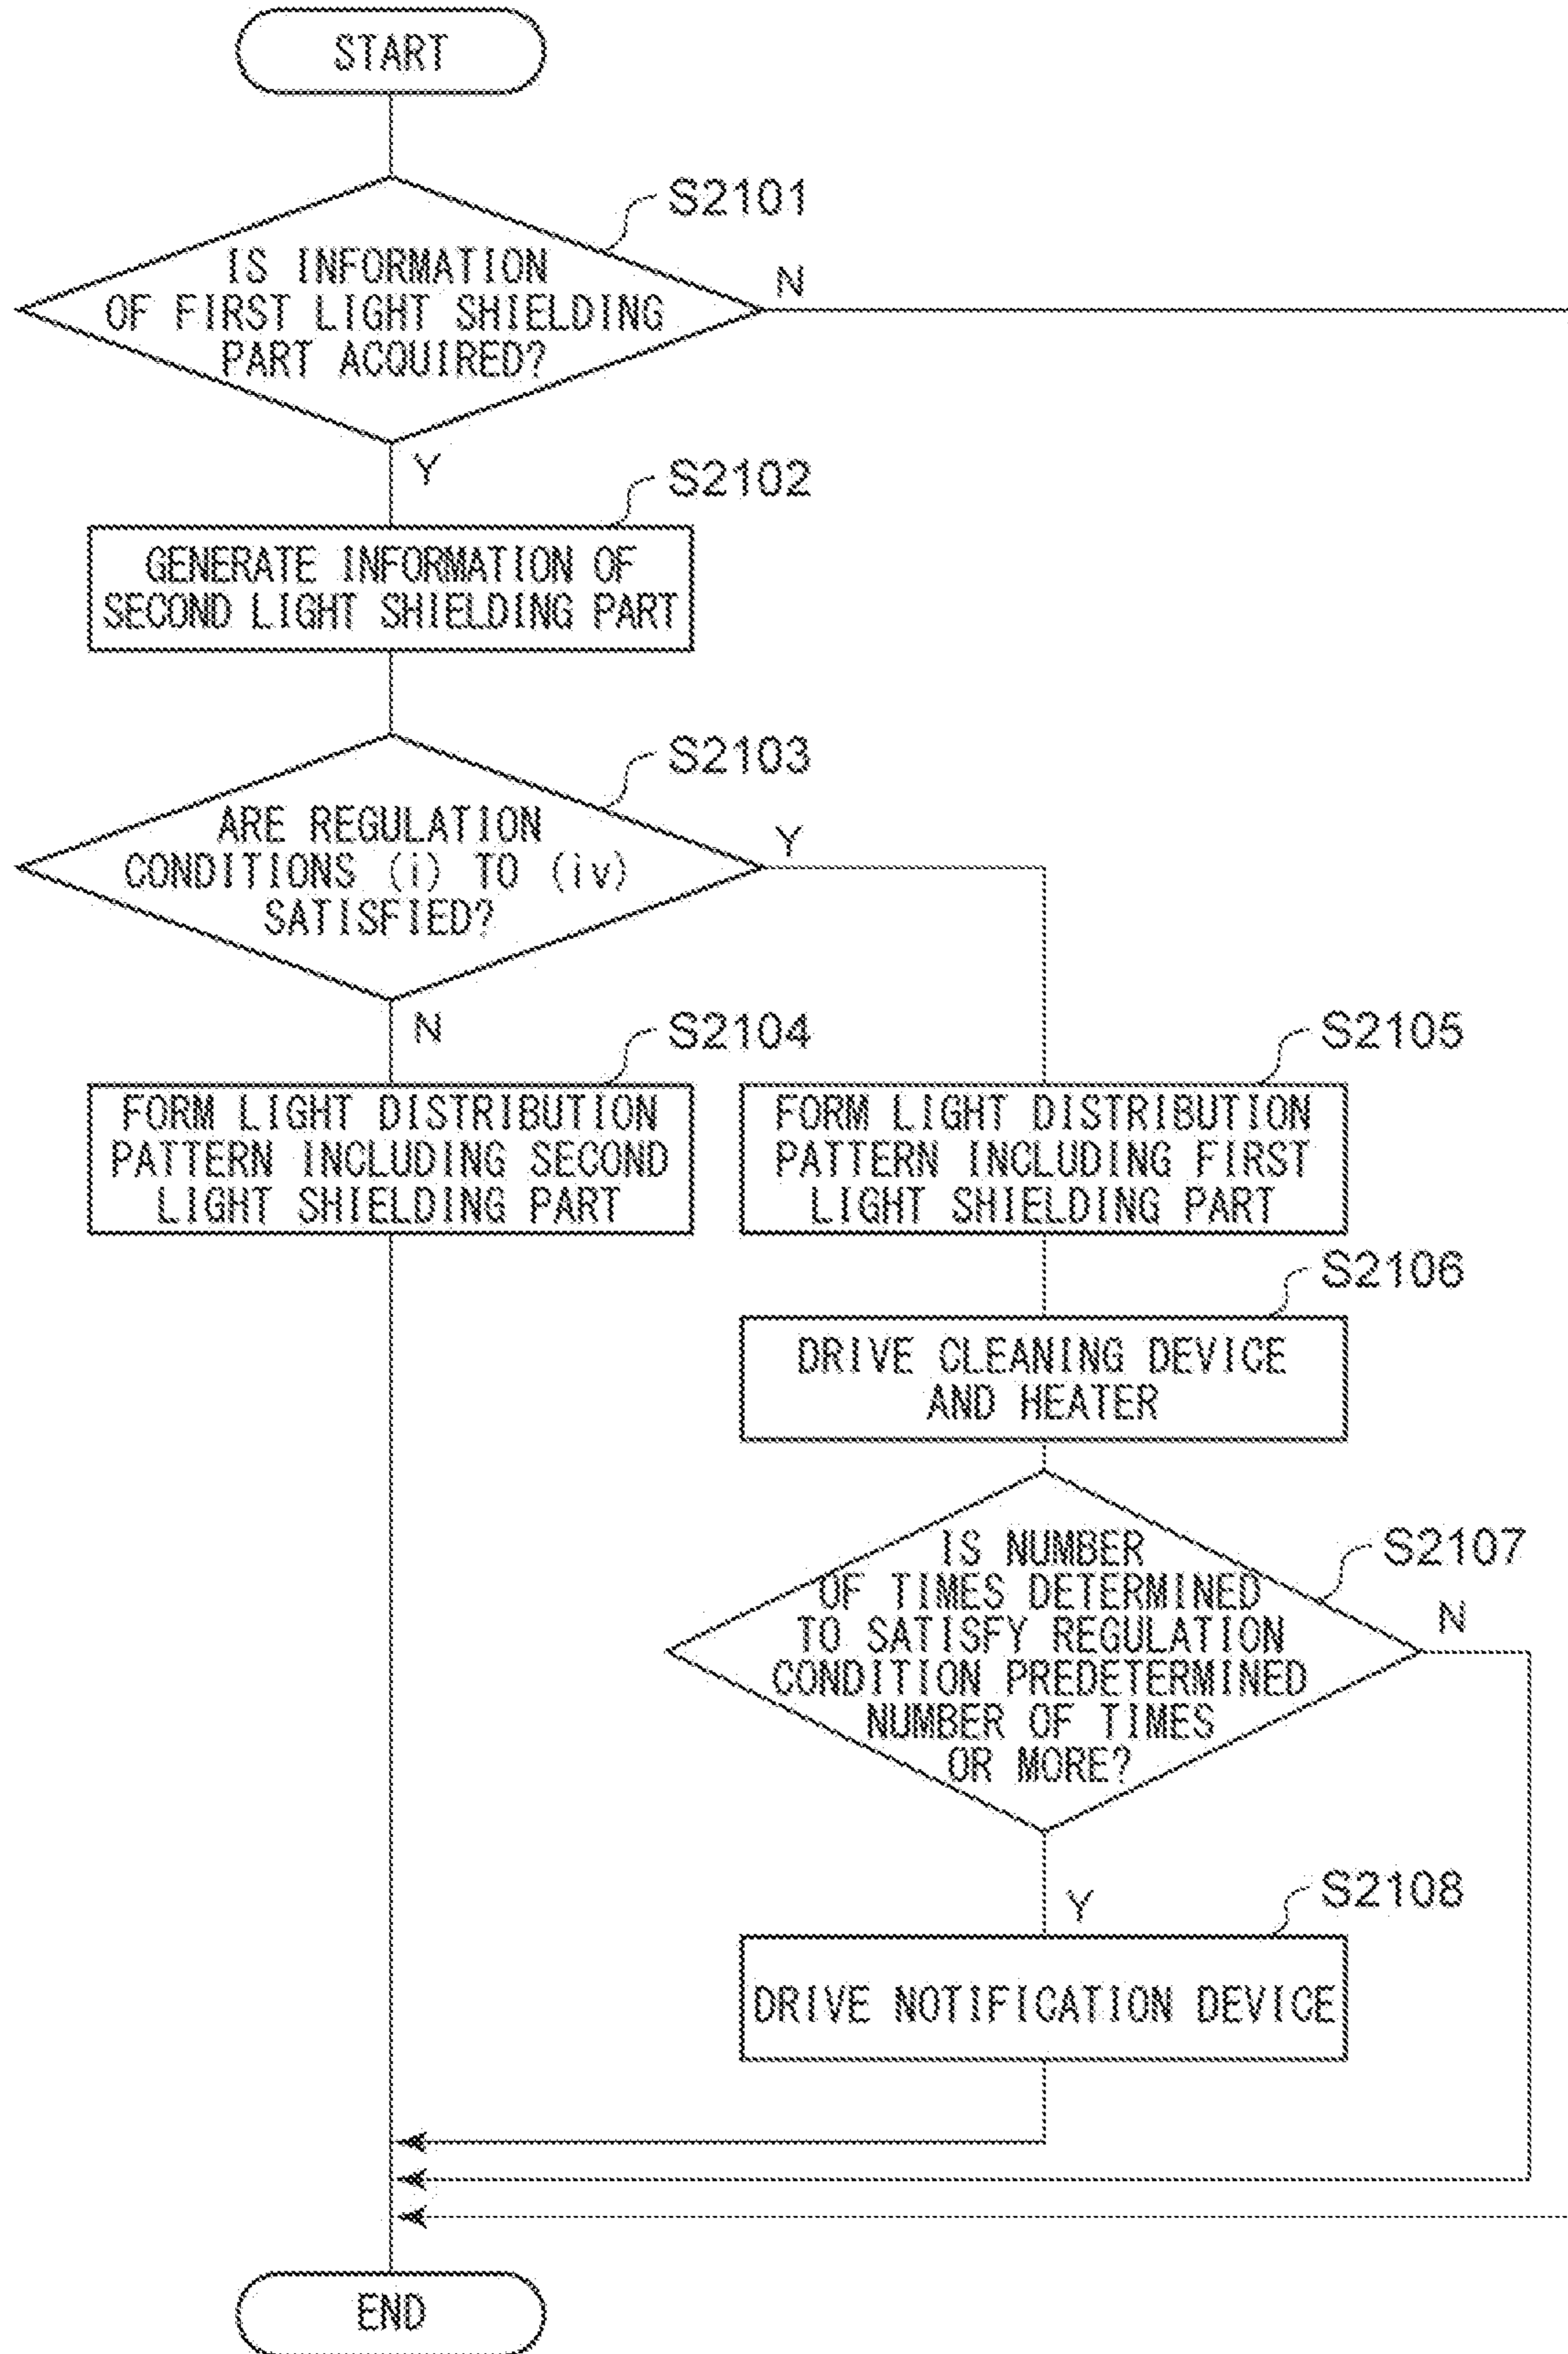 START
S2101
IS INFORMATION
OF FIRST LIGHT SHIELDING
PART ACQUIRED?
N
Y
S2102
GENERATE INFORMATION OF
SECOND LIGHT SHIELDING PART
S2103
ARE REGULATION
CONDITIONS (i) TO (iv)
SATISFIED?
Y
N
S2104
FORM LIGHT DISTRIBUTION
PATTERN INCLUDING SECOND
LIGHT SHIELDING PART
S2105
FORM LIGHT DISTRIBUTION
PATTERN INCLUDING FIRST
LIGHT SHIELDING PART
S2106
DRIVE CLEANING DEVICE
AND HEATER
S2107
IS NUMBER
OF TIMES DETERMINED
TO SATISFY REGULATION
CONDITION PREDETERMINED
NUMBER OF TIMES
OR MORE?
N
Y
S2108
DRIVE NOTIFICATION DEVICE
END